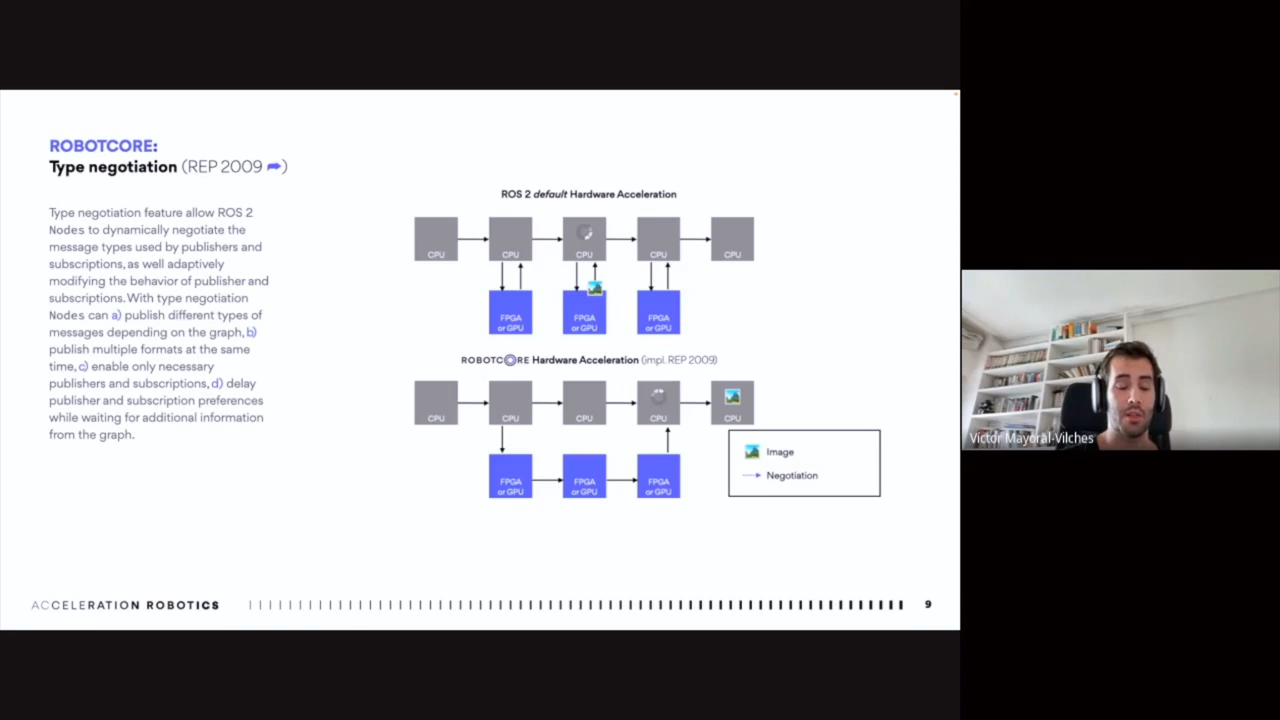 ROBOTCORE:
Type negotiation (REP 2009 )
Type negotiation feature allow ROS 2
Nodes to dynamically negotiate the
message types used by publishers and
subscriptions, as well adaptively
modifying the behavior of publisher and
subscriptions. With type negotiation
Nodes can a) publish different types of
messages depending on the graph, b)
publish multiple formats at the same
time, c) enable only necessary
publishers and subscriptions, d) delay
publisher and subscription preferences
while waiting for additional information
from the graph.
ROS 2 default Hardware Acceleration
CPU CPU CPU CPU CPU
FPGA FPGA FPGA
or GPU or GPU or GPU
ROBOTCORE Hardware Acceleration (impl. REP 2009)
CPU CPU CPU CPU CPU
FPGA FPGA FPGA
or GPU or GPU or GPU
Image
Negotiation
ACCELERATION ROBOTICS
9
Víctor Mayoral-Vilches